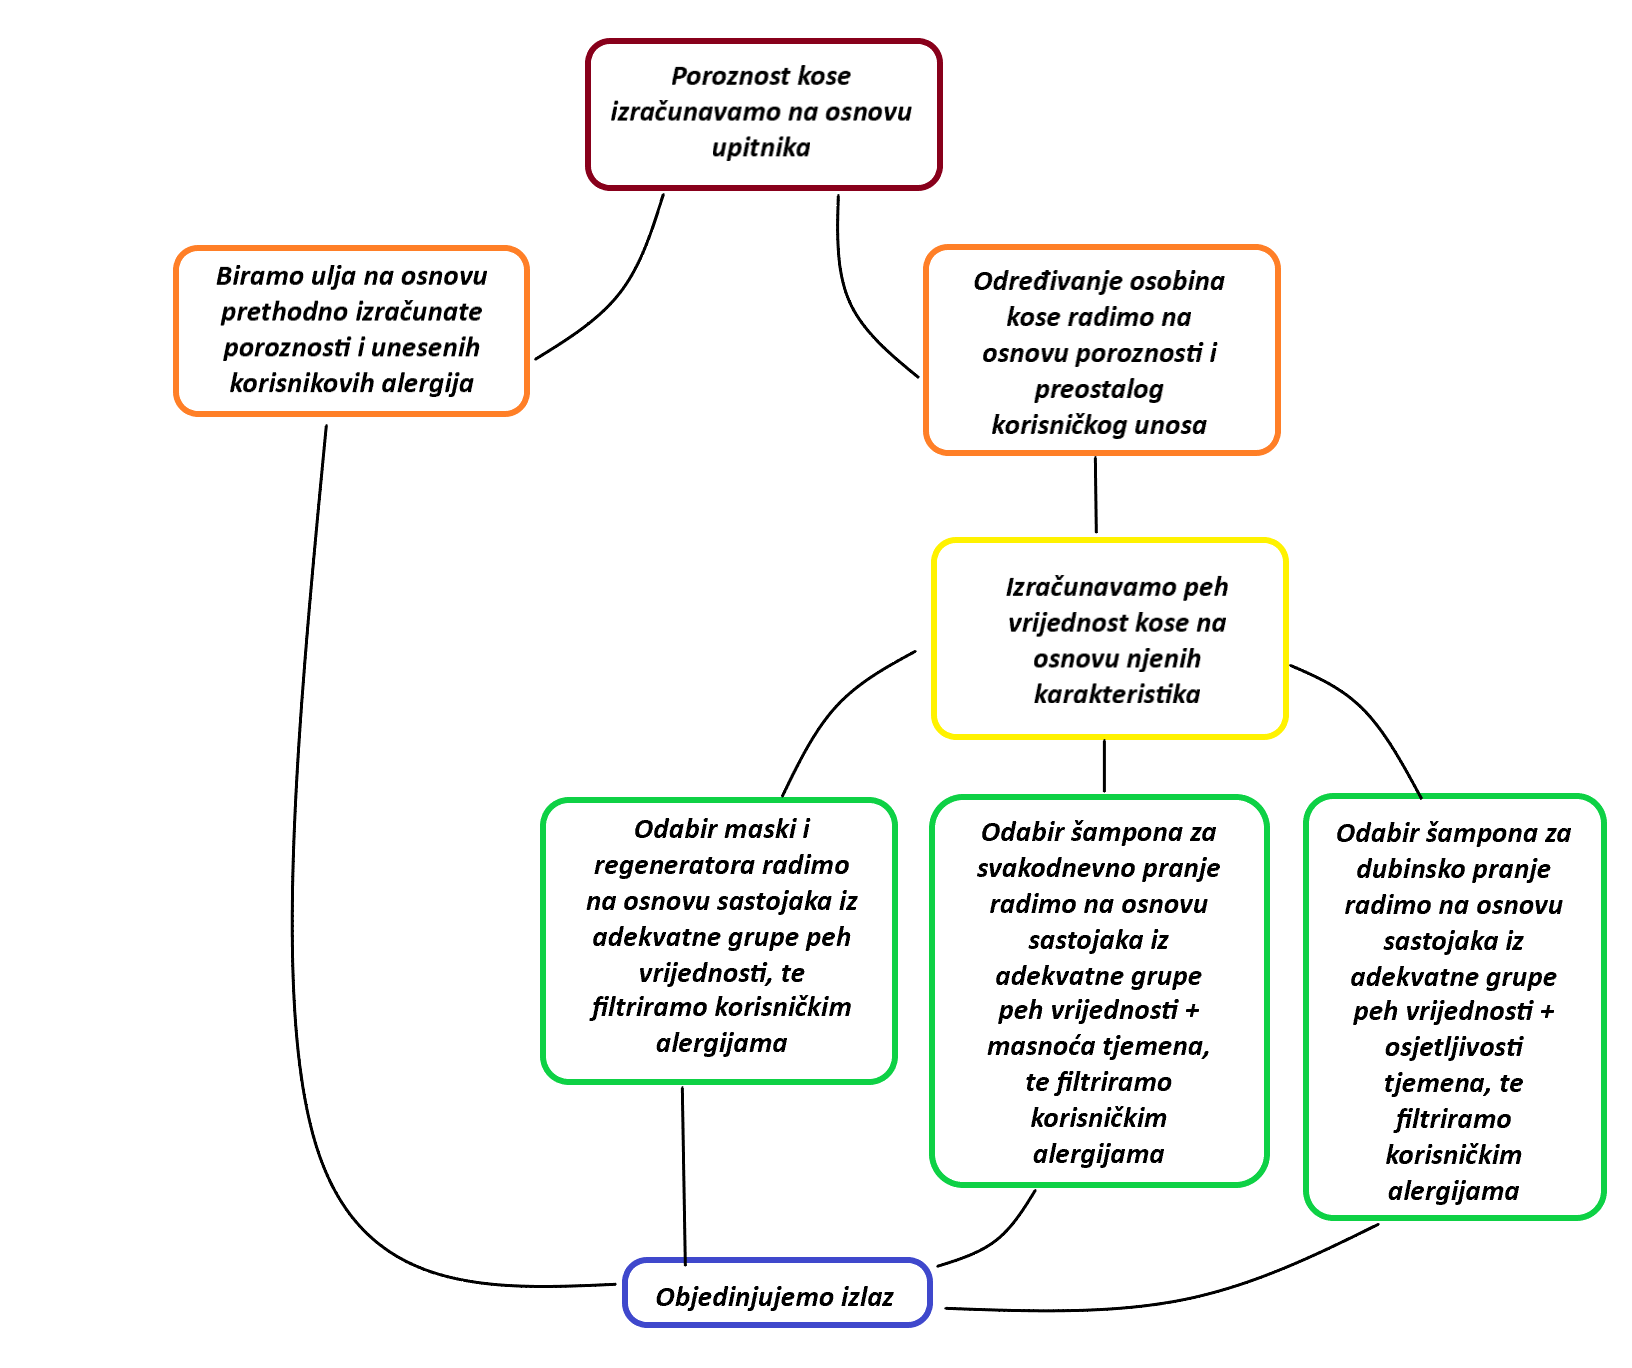 Poroznost kose
izračunavamo na osnovu
upitnika
Biramo ulja na osnovu
prethodno izračunate
poroznosti i unesenih
korisnikovih alergija
Određivanje osobina
kose radimo na
osnovu poroznosti i
preostalog
korisničkog unosa
Izračunavamo peh
vrijednost kose na
osnovu njenih
karakteristika
Odabir maski i
regeneratora radimo
na osnovu sastojaka iz
adekvatne grupe peh
vrijednosti, te
filtriramo korisničkim
alergijama
Odabir šampona za
svakodnevno pranje
radimo na osnovu
sastojaka iz
adekvatne grupe
peh vrijednosti +
masnoća tjemena,
te filtriramo
korisničkim
alergijama
Odabir šampona za
dubinsko pranje
radimo na osnovu
sastojaka iz
adekvatne grupe
peh vrijednosti +
osjetljivosti
tjemena, te
filtriramo
korisničkim
alergijama
Objedinjujemo izlaz